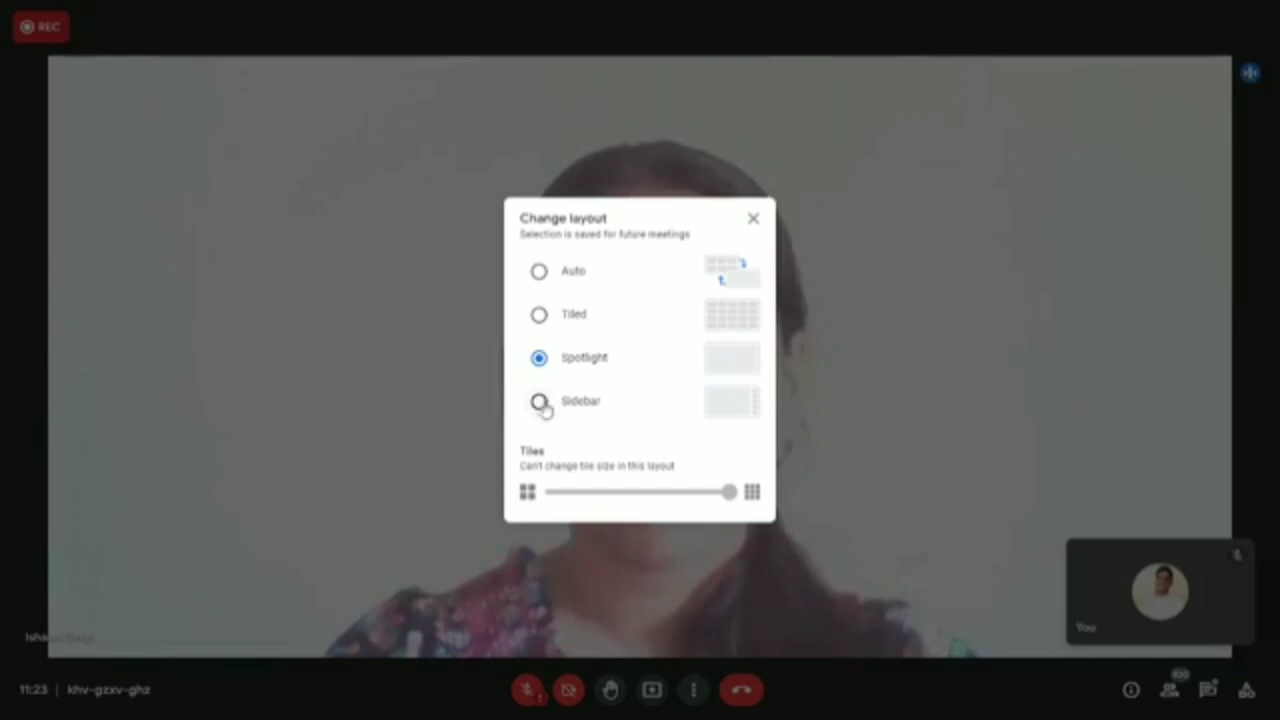 REC
Change layout
Selection is saved for future meetings
Auto
Tiled
Spotlight
Sidebar
Tiles
Can't change tile size in this layout
You
11:23 | khv-gzxv-ghz